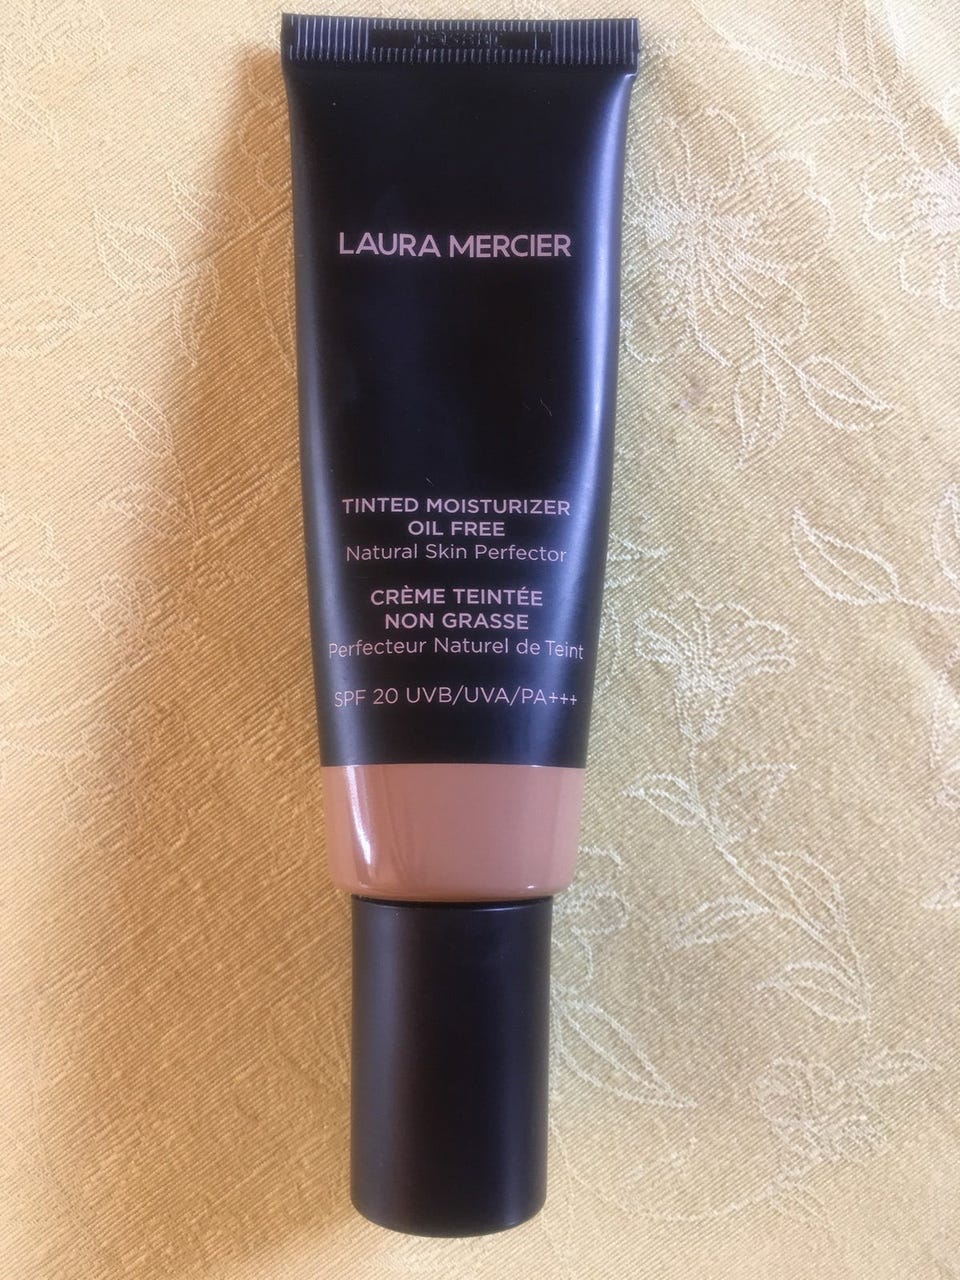 LAURA MERCIER
TINTED MOISTURIZER
OIL FREE
Natural Skin Perfector
CRÈME TEINTÉE
NON GRASSE
Perfecteur Naturel de Teint
SPF 20 UVB/UVA/PA+++